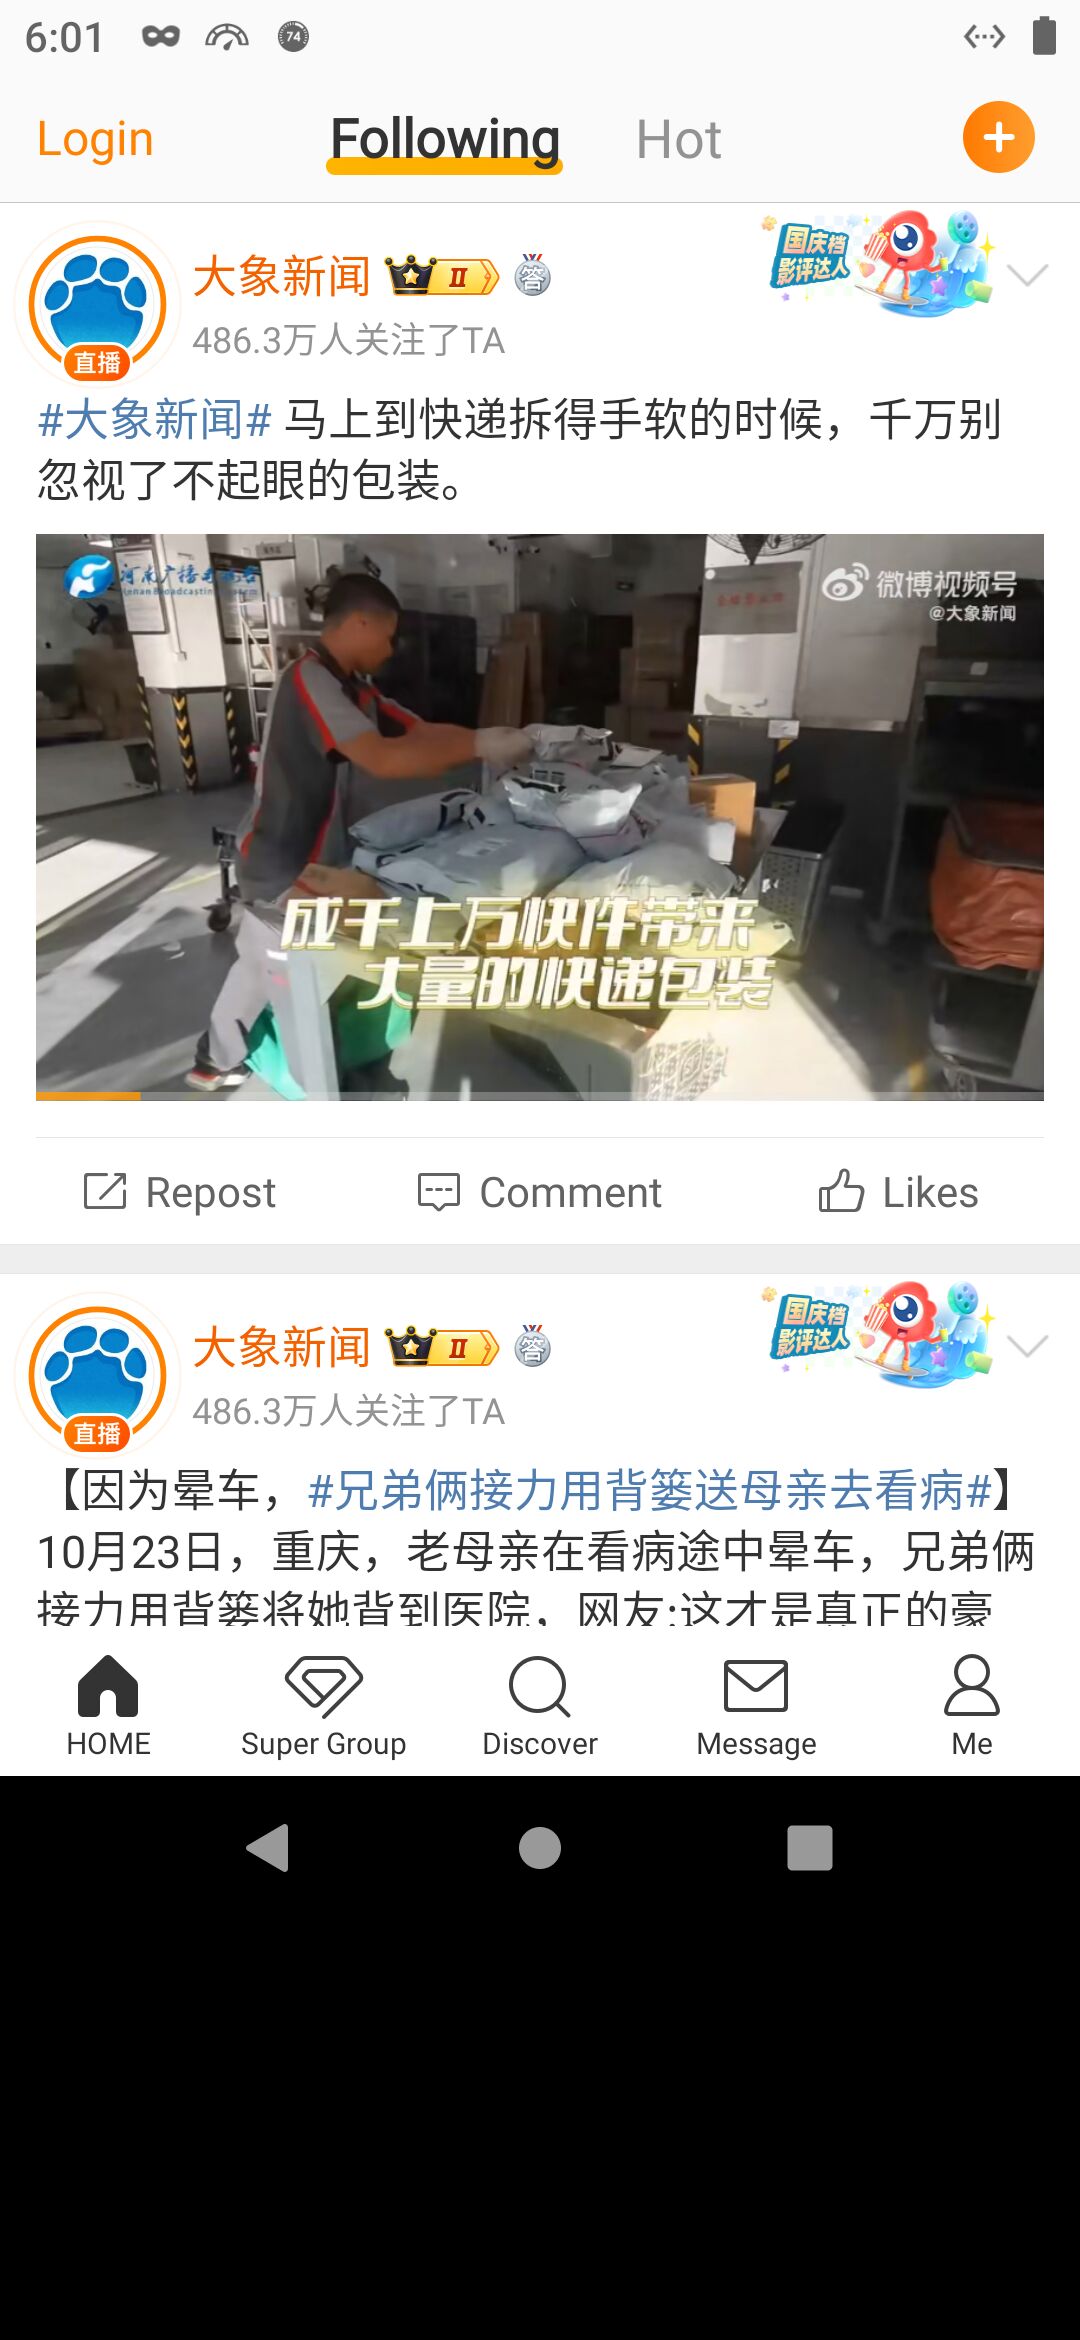 6:01
74
Login
Following
Hot
大象新闻
II
答
国庆档
影评达人
486.3万人关注了TA
直播
#大象新闻# 马上到快递拆得手软的时候，千万别
忽视了不起眼的包装。
河南广播电视台
Henan Broadcasting System
微博视频号
@大象新闻
成千上万快件带来
大量的快递包装
Repost
Comment
Likes
大象新闻
II
答
国庆档
影评达人
486.3万人关注了TA
直播
【因为晕车，#兄弟俩接力用背篓送母亲去看病#】
10月23日，重庆，老母亲在看病途中晕车，兄弟俩
接力用背篓将她背到医院，网友:这才是真正的豪
HOME
Super Group
Discover
Message
Me